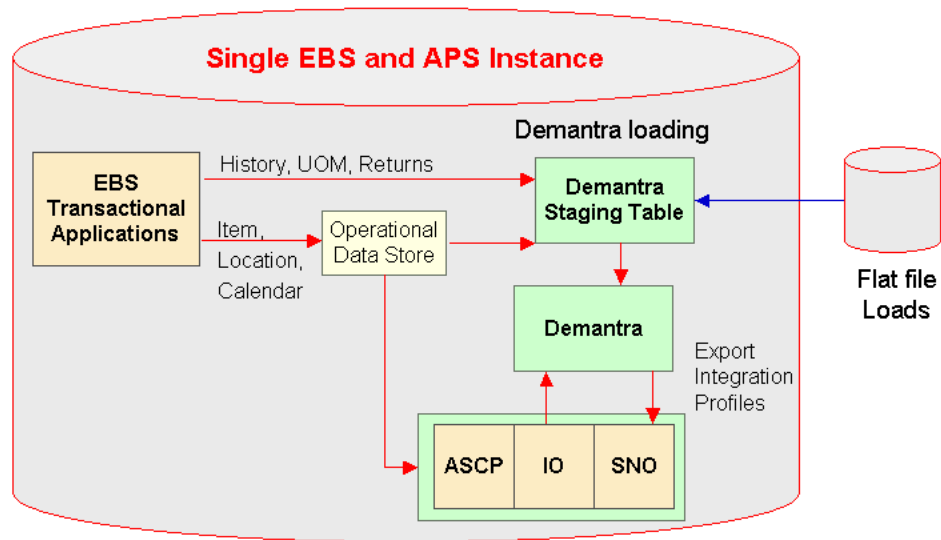 Single EBS and APS Instance
Demantra loading
History, UOM, Returns
EBS
Transactional
Applications
Demantra
Staging Table
Item,
Location,
Calendar
Operational
Data Store
Flat file
Loads
Demantra
Export
Integration
Profiles
ASCP
IO
SNO